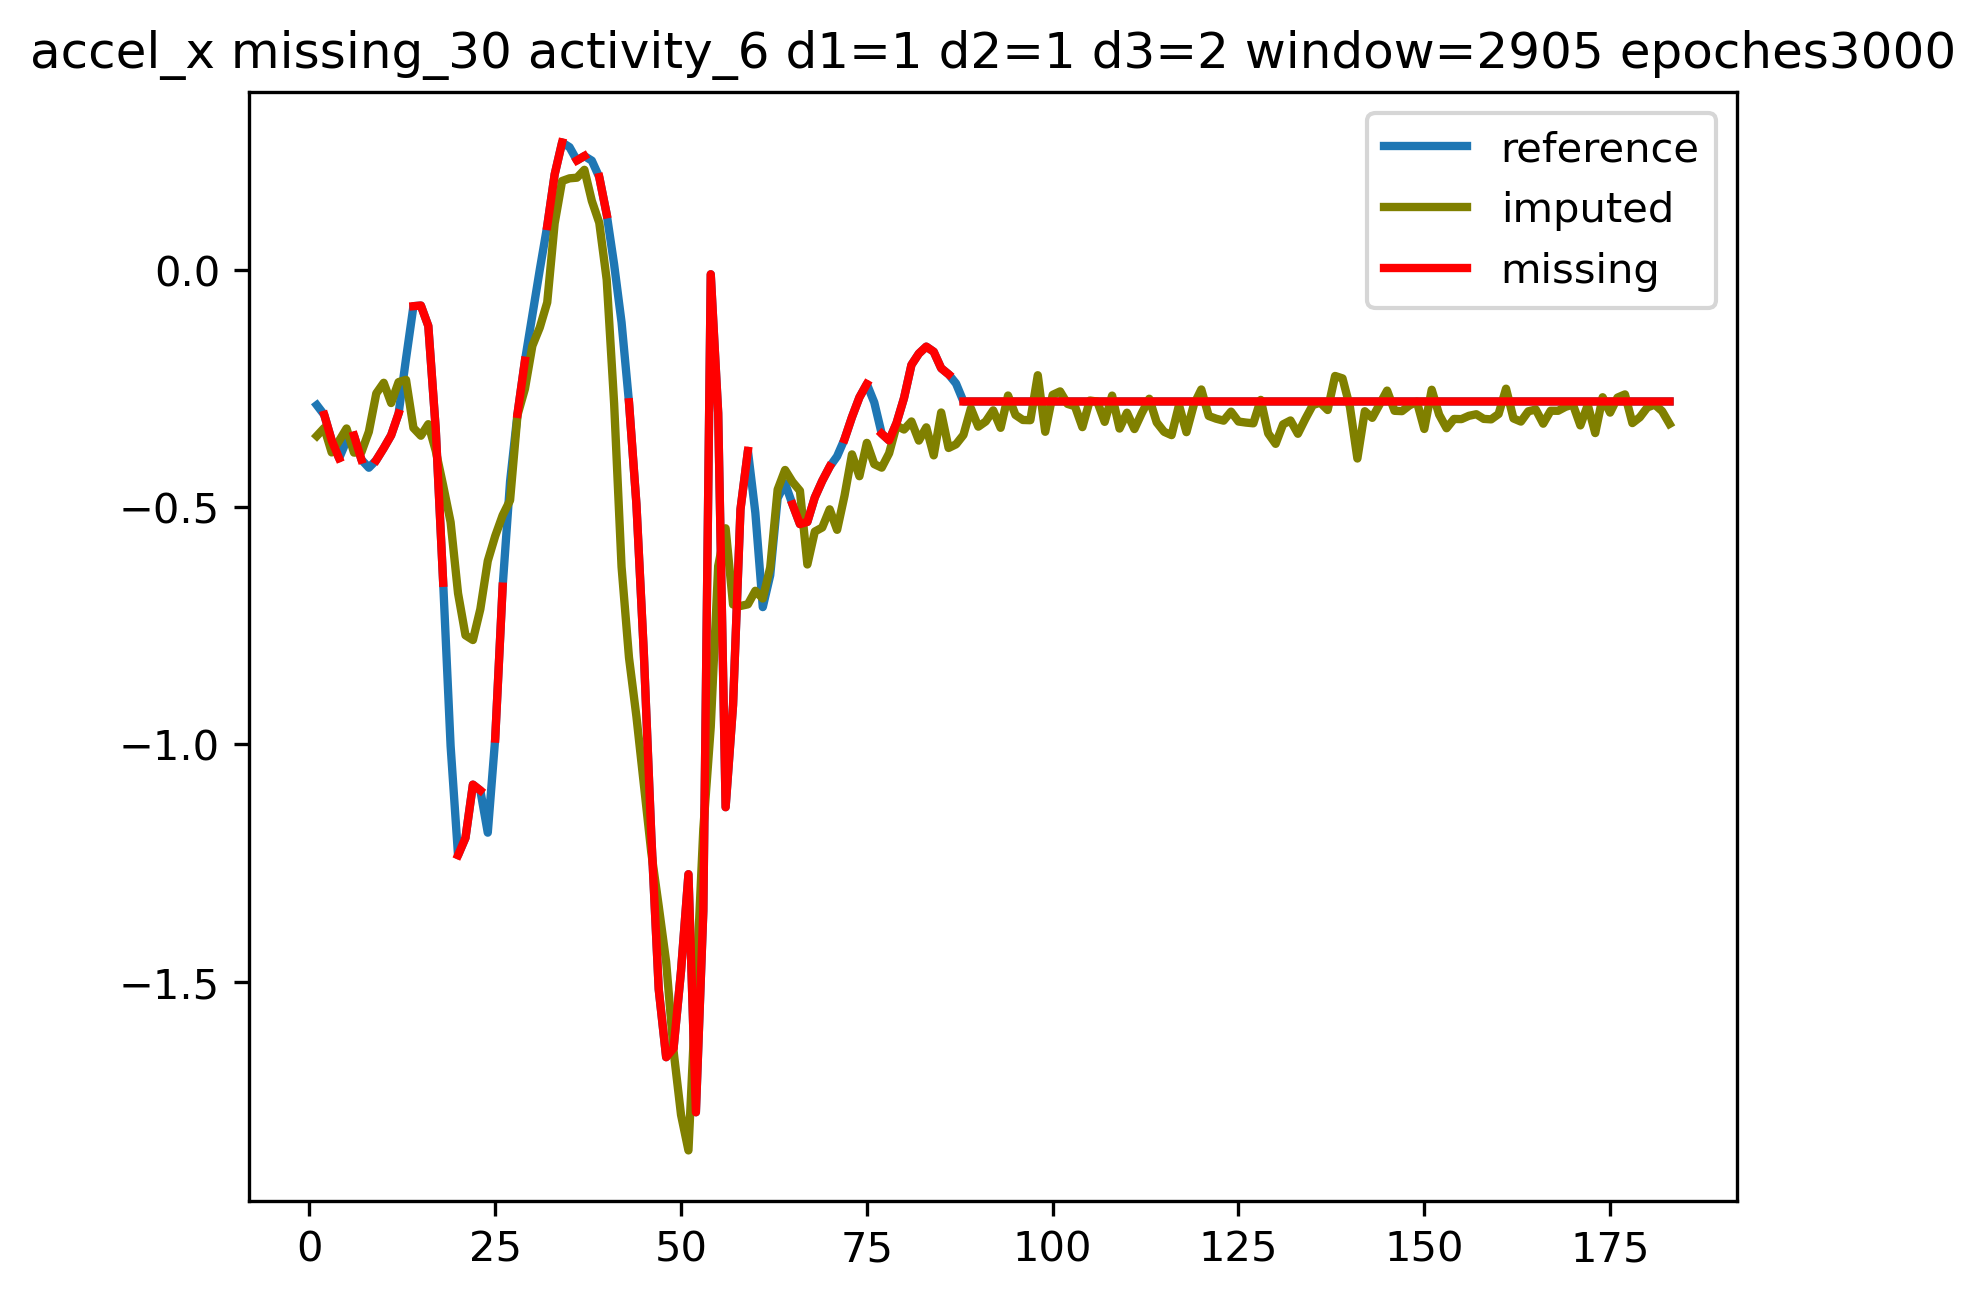 accel_x missing_30 activity_6 d1=1 d2=1 d3=2 window=2905 epoches3000
reference
imputed
missing
0.0
−0.5
−1.0
−1.5
0 25 50 75 100 125 150 175